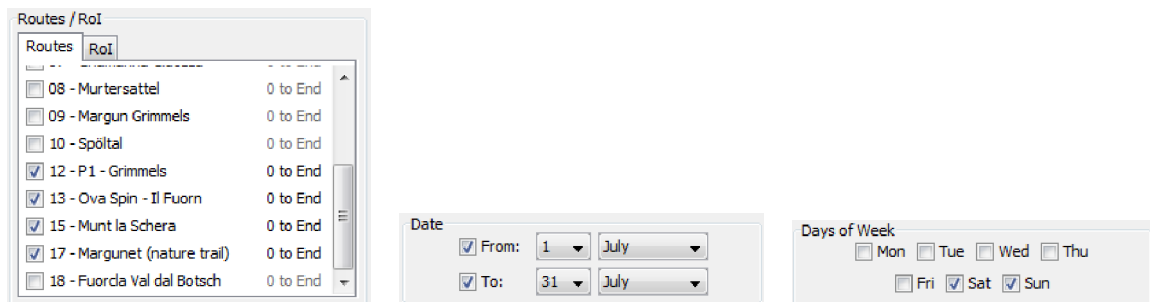 Routes / RoI
Routes RoI
08 - Murtersattel 0 to End
09 - Margun Grimmels 0 to End
10 - Spöltal 0 to End
12 - P1 - Grimmels 0 to End
13 - Ova Spin - Il Fuorn 0 to End
15 - Munt la Schera 0 to End
17 - Margunet (nature trail) 0 to End
18 - Fuorcla Val dal Botsch 0 to End
Date
From: 1 July
To: 31 July
Days of Week
Mon Tue Wed Thu
Fri Sat Sun